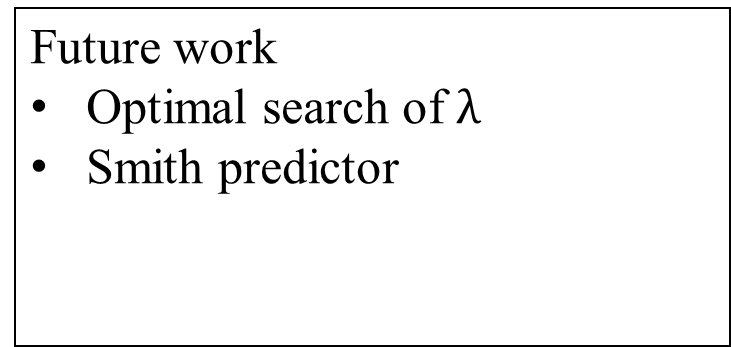 Future work
• Optimal search of λ
• Smith predictor